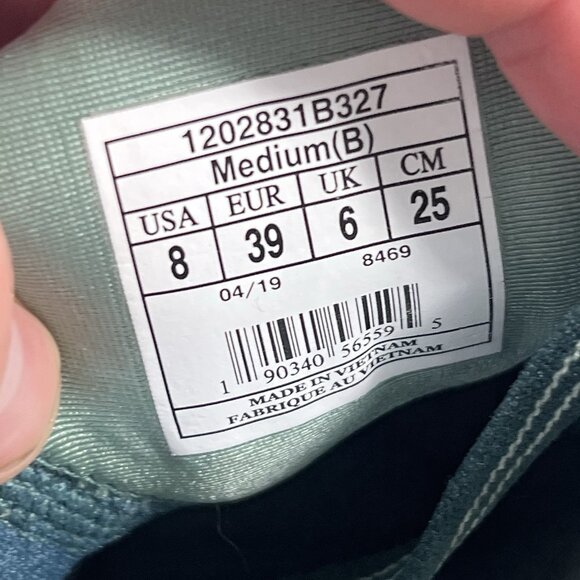 1202831B327
Medium(B)
USA EUR UK CM
8 39 6 25
04/19 8469
1 90340 56559 5
MADE IN VIETNAM
FABRIQUE AU VIETNAM